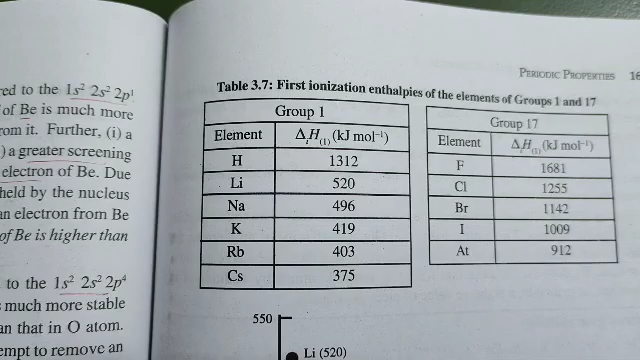 red to the 1s² 2s² 2p¹
of Be is much more
rom it. Further, (i) a
) a greater screening
electron of Be. Due
held by the nucleus
an electron from Be
of Be is higher than
to the 1s² 2s² 2p⁴
much more stable
an that in O atom.
empt to remove an
PERIODIC PROPERTIES 16
Table 3.7: First ionization enthalpies of the elements of Groups 1 and 17
Group 1
Element ΔᵢH₍₁₎ (kJ mol⁻¹)
H 1312
Li 520
Na 496
K 419
Rb 403
Cs 375
Group 17
Element ΔᵢH₍₁₎ (kJ mol⁻¹)
F 1681
Cl 1255
Br 1142
I 1009
At 912
550
Li (520)